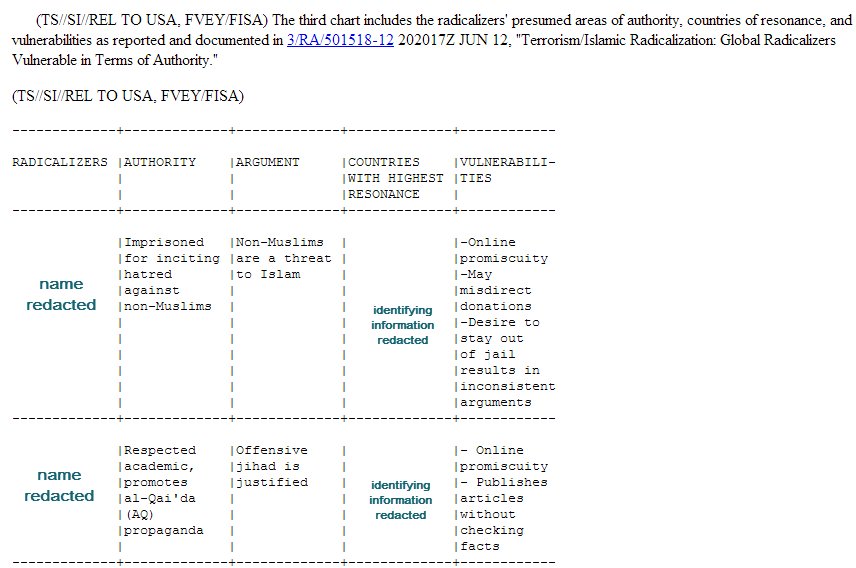 (TS//SI//REL TO USA, FVEY/FISA) The third chart includes the radicalizers' presumed areas of authority, countries of resonance, and
vulnerabilities as reported and documented in 3/RA/501518-12 202017Z JUN 12, "Terrorism/Islamic Radicalization: Global Radicalizers
Vulnerable in Terms of Authority."
(TS//SI//REL TO USA, FVEY/FISA)
-------------+-------------+------------+------------+-----------
RADICALIZERS |AUTHORITY |ARGUMENT |COUNTRIES |VULNERABILI-
| | |WITH HIGHEST |TIES
| | |RESONANCE |
-------------+-------------+------------+------------+-----------
|Imprisoned |Non-Muslims | |-Online
|for inciting |are a threat | |promiscuity
name |hatred |to Islam | |-May
|against | | |misdirect
redacted |non-Muslims | identifying |donations
| | information |-Desire to
| | redacted |stay out
| | | |of jail
| | | |results in
| | | |inconsistent
| | | |arguments
-------------+-------------+------------+------------+-----------
|Respected |Offensive | |- Online
|academic, |jihad is | |promiscuity
name |promotes |justified | identifying |- Publishes
redacted |al-Qai'da | | information |articles
|(AQ) | | redacted |without
|propaganda | | |checking
| | | |facts
-------------+-------------+------------+------------+-----------